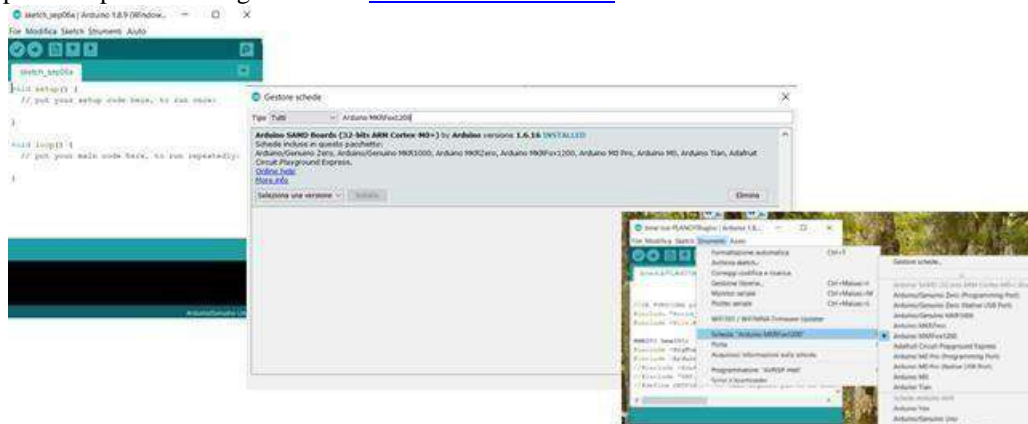 sketch_sep06a | Arduino 1.8.9 (Window...
File Modifica Sketch Strumenti Aiuto
sketch_sep06a
void setup() {
// put your setup code here, to run once:
}
void loop() {
// put your main code here, to run repeatedly:
}
Gestore schede
Tipo Tutti Arduino MKRFox1200
Arduino SAMD Boards (32-bits ARM Cortex-M0+) by Arduino versione 1.6.16 INSTALLED
Schede incluse in questo pacchetto:
Arduino/Genuino Zero, Arduino/Genuino MKR1000, Arduino MKRZero, Arduino MKRFox1200, Arduino M0 Pro, Arduino M0, Arduino Tian, Adafruit
Circuit Playground Express.
Online help
More info
Seleziona una versione Installa
Elimina
File Modifica Sketch Strumenti Aiuto
Formattazione automatica Ctrl+T
Archivia sketch...
Correggi codifica e ricarica
Gestione librerie... Ctrl+Maiusc+I
Monitor seriale Ctrl+Maiusc+M
Plotter seriale Ctrl+Maiusc+L
WiFi101 / WiFiNINA Firmware Updater
Scheda "Arduino MKRFox1200"
Porta
Acquisisci informazioni sulla scheda
Programmatore: "AVRISP mkII"
Scrivi il bootloader
Gestore schede...
Arduino/Genuino Zero (Programming Port)
Arduino/Genuino Zero (Native USB Port)
Arduino/Genuino MKR1000
Arduino MKRZero
Arduino MKRFox1200
Adafruit Circuit Playground Express
Arduino M0 Pro (Programming Port)
Arduino M0 Pro (Native USB Port)
Arduino M0
Arduino Tian
Arduino Yún
Arduino/Genuino Uno